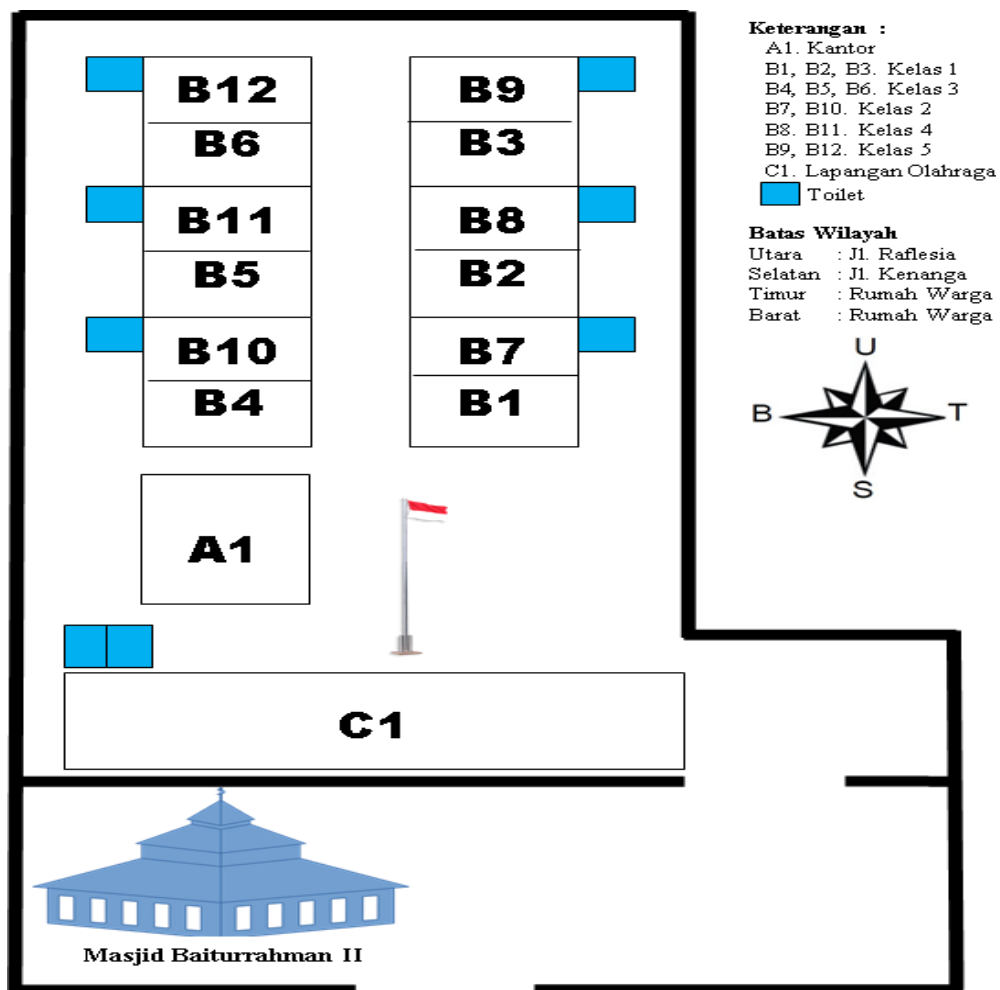 B12
B9
B6
B3
B11
B8
B5
B2
B10
B7
B4
B1
A1
C1
Masjid Baiturrahman II
Keterangan :
A1. Kantor
B1, B2, B3. Kelas 1
B4, B5, B6. Kelas 3
B7, B10. Kelas 2
B8. B11. Kelas 4
B9, B12. Kelas 5
C1. Lapangan Olahraga
Toilet
Batas Wilayah
Utara : Jl. Raflesia
Selatan : Jl. Kenanga
Timur : Rumah Warga
Barat : Rumah Warga
U
B T
S